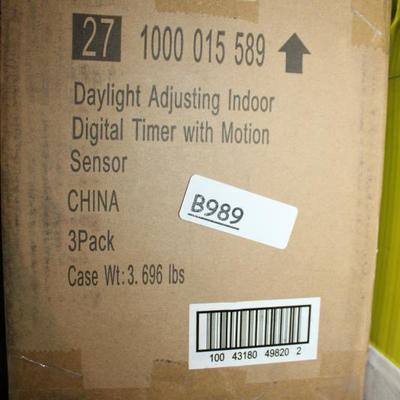 27 1000 015 589
Daylight Adjusting Indoor
Digital Timer with Motion
Sensor
CHINA
B989
3Pack
Case Wt: 3. 696 lbs
100 43180 49820 2